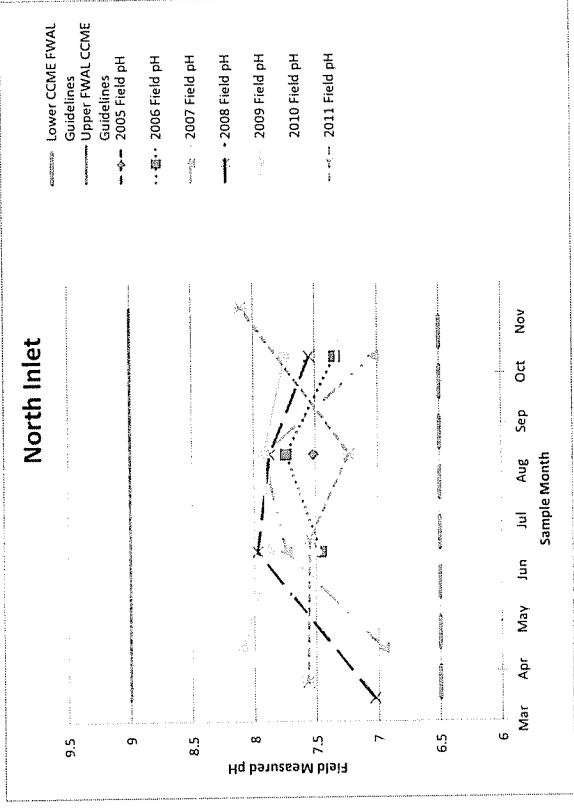 North Inlet
9.5
9
8.5
8
7.5
7
6.5
6
Field Measured pH
Mar
Apr
May
Jun
Jul
Aug
Sep
Oct
Nov
Sample Month
Lower CCME FWAL
Guidelines
Upper FWAL CCME
Guidelines
2005 Field pH
2006 Field pH
2007 Field pH
2008 Field pH
2009 Field pH
2010 Field pH
2011 Field pH